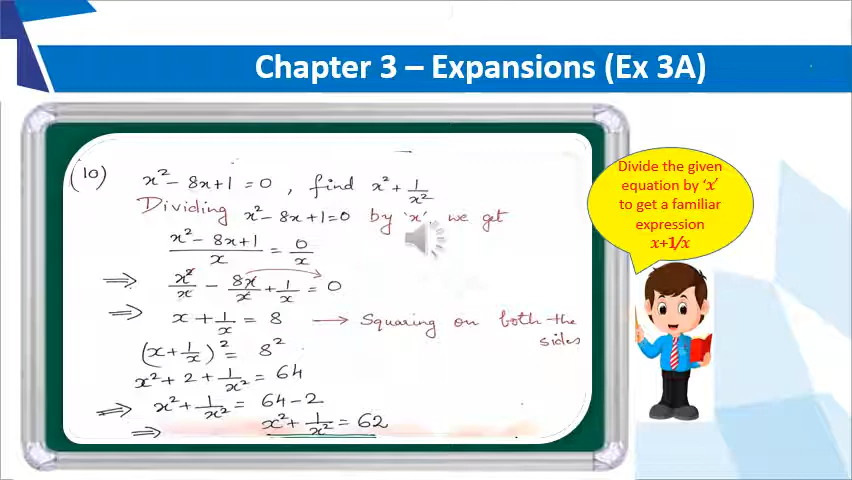 Chapter 3 – Expansions (Ex 3A)
(10) x² - 8x+1 = 0 , find x² + 1/x²
Dividing x² - 8x+1=0 by 'x', we get
x² - 8x+1/x = 0/x
⇒ x²/x - 8x/x + 1/x = 0
⇒ x + 1/x = 8 → Squaring on both the sides
(x + 1/x)² = 8²
x² + 2 + 1/x² = 64
⇒ x² + 1/x² = 64 - 2
⇒ x² + 1/x² = 62
Divide the given
equation by ‘x’
to get a familiar
expression
x+1/x